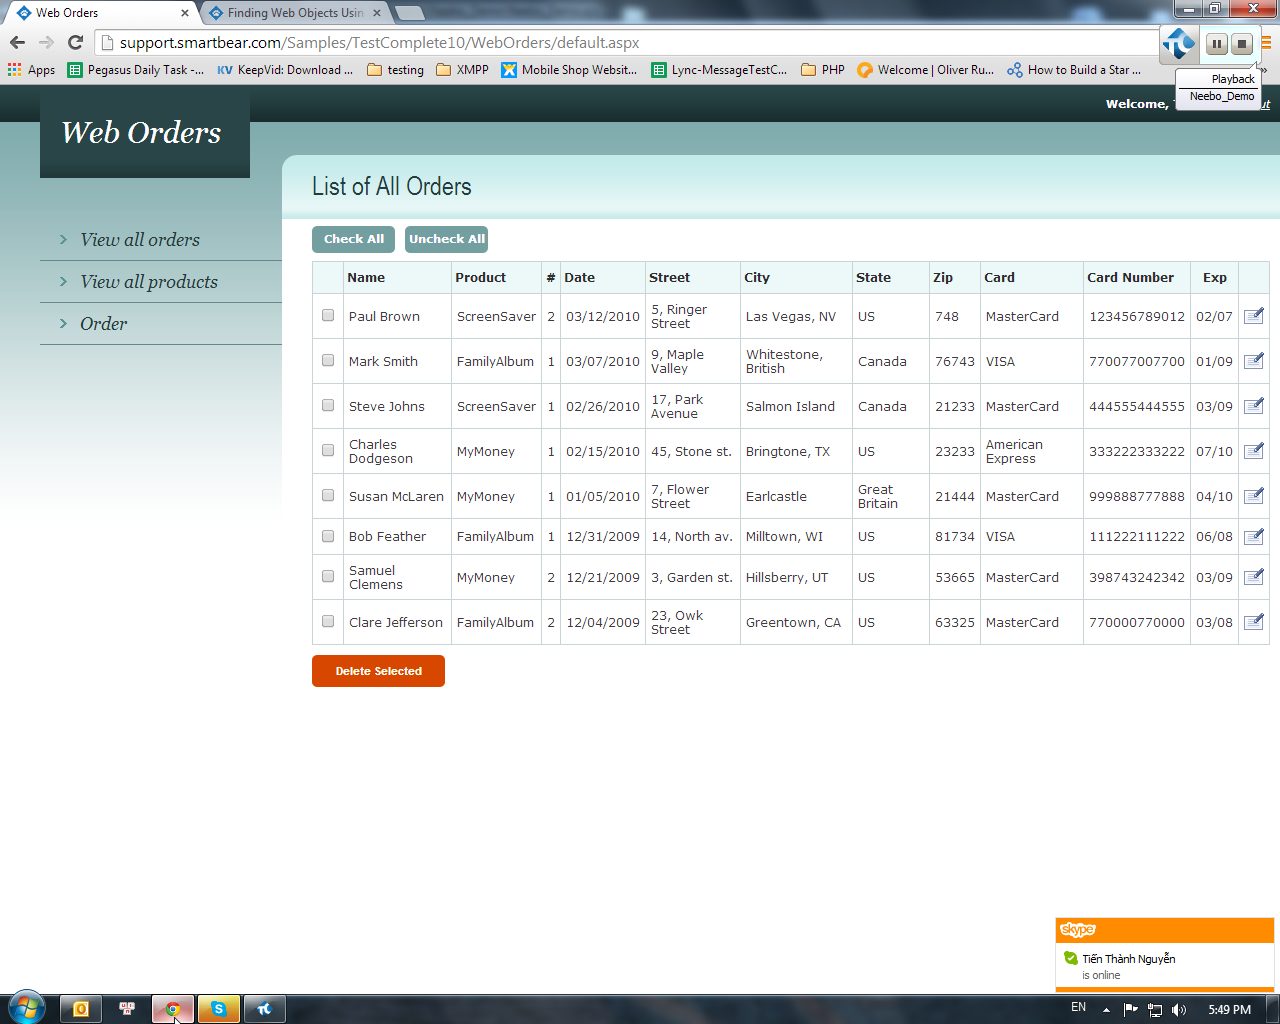 Web Orders
Finding Web Objects Usin
support.smartbear.com/Samples/TestComplete10/WebOrders/default.aspx
Apps
Pegasus Daily Task -...
KV KeepVid: Download ...
testing
XMPP
Mobile Shop Websit...
Lync-MessageTestC...
PHP
Welcome | Oliver Ru...
How to Build a Star ...
»
Playback
Neebo_Demo
Welcome,
ut
Web Orders
View all orders
View all products
Order
List of All Orders
Check All Uncheck All
Name Product # Date Street City State Zip Card Card Number Exp
Paul Brown ScreenSaver 2 03/12/2010 5, Ringer Street Las Vegas, NV US 748 MasterCard 123456789012 02/07
Mark Smith FamilyAlbum 1 03/07/2010 9, Maple Valley Whitestone, British Canada 76743 VISA 770077007700 01/09
Steve Johns ScreenSaver 1 02/26/2010 17, Park Avenue Salmon Island Canada 21233 MasterCard 444555444555 03/09
Charles Dodgeson MyMoney 1 02/15/2010 45, Stone st. Bringtone, TX US 23233 American Express 333222333222 07/10
Susan McLaren MyMoney 1 01/05/2010 7, Flower Street Earlcastle Great Britain 21444 MasterCard 999888777888 04/10
Bob Feather FamilyAlbum 1 12/31/2009 14, North av. Milltown, WI US 81734 VISA 111222111222 06/08
Samuel Clemens MyMoney 2 12/21/2009 3, Garden st. Hillsberry, UT US 53665 MasterCard 398743242342 03/09
Clare Jefferson FamilyAlbum 2 12/04/2009 23, Owk Street Greentown, CA US 63325 MasterCard 770000770000 03/08
Delete Selected
skype
Tiến Thành Nguyễn
is online
EN
5:49 PM